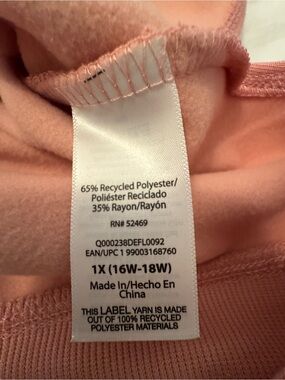 65% Recycled Polyester/
Poliéster Reciclado
35% Rayon/Rayón
RN# 52469
Q000238DEFL0092
EAN/UPC 1 99003168760
1X (16W-18W)
Made In/Hecho En
China
THIS LABEL YARN IS MADE
OUT OF 100% RECYCLED
POLYESTER MATERIALS